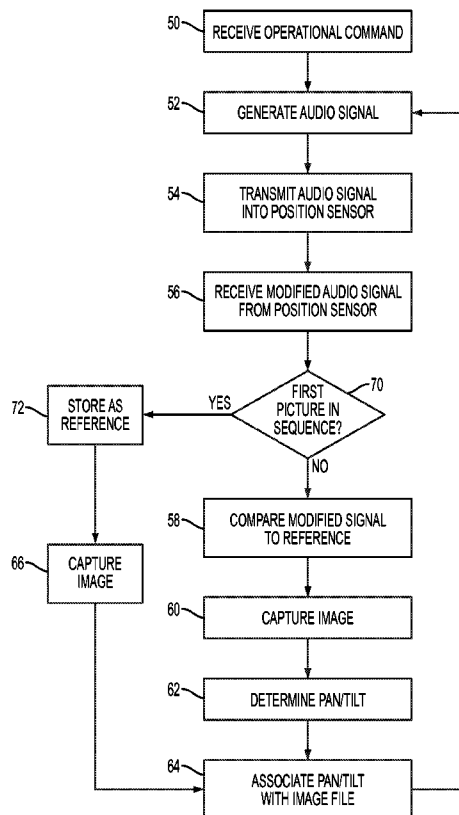 50
RECEIVE OPERATIONAL COMMAND
52
GENERATE AUDIO SIGNAL
54
TRANSMIT AUDIO SIGNAL
INTO POSITION SENSOR
56
RECEIVE MODIFIED AUDIO SIGNAL
FROM POSITION SENSOR
70
FIRST
PICTURE IN
SEQUENCE?
YES
NO
72
STORE AS
REFERENCE
58
COMPARE MODIFIED SIGNAL
TO REFERENCE
66
CAPTURE
IMAGE
60
CAPTURE IMAGE
62
DETERMINE PAN/TILT
64
ASSOCIATE PAN/TILT
WITH IMAGE FILE